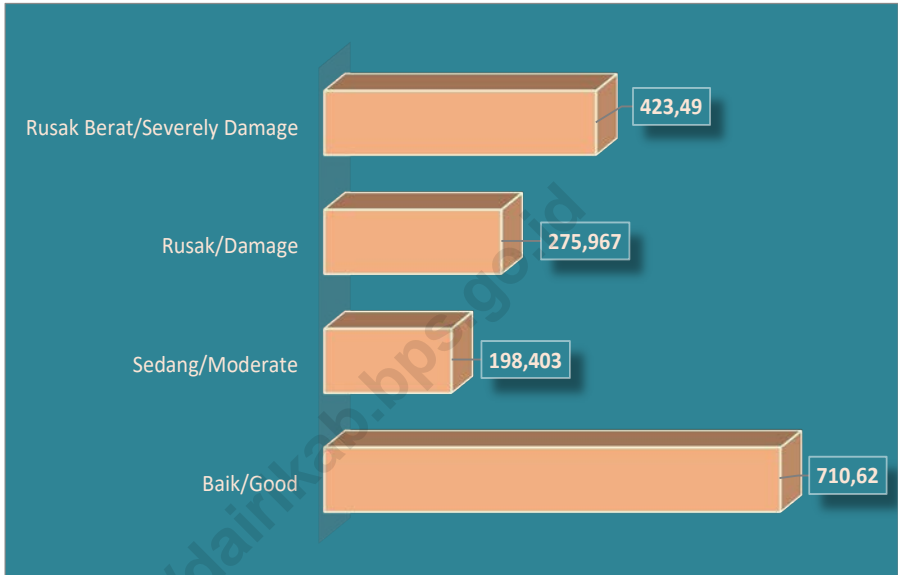 Rusak Berat/Severely Damage
423,49
Rusak/Damage
275,967
Sedang/Moderate
198,403
Baik/Good
710,62
/dairikab.bps.go.id